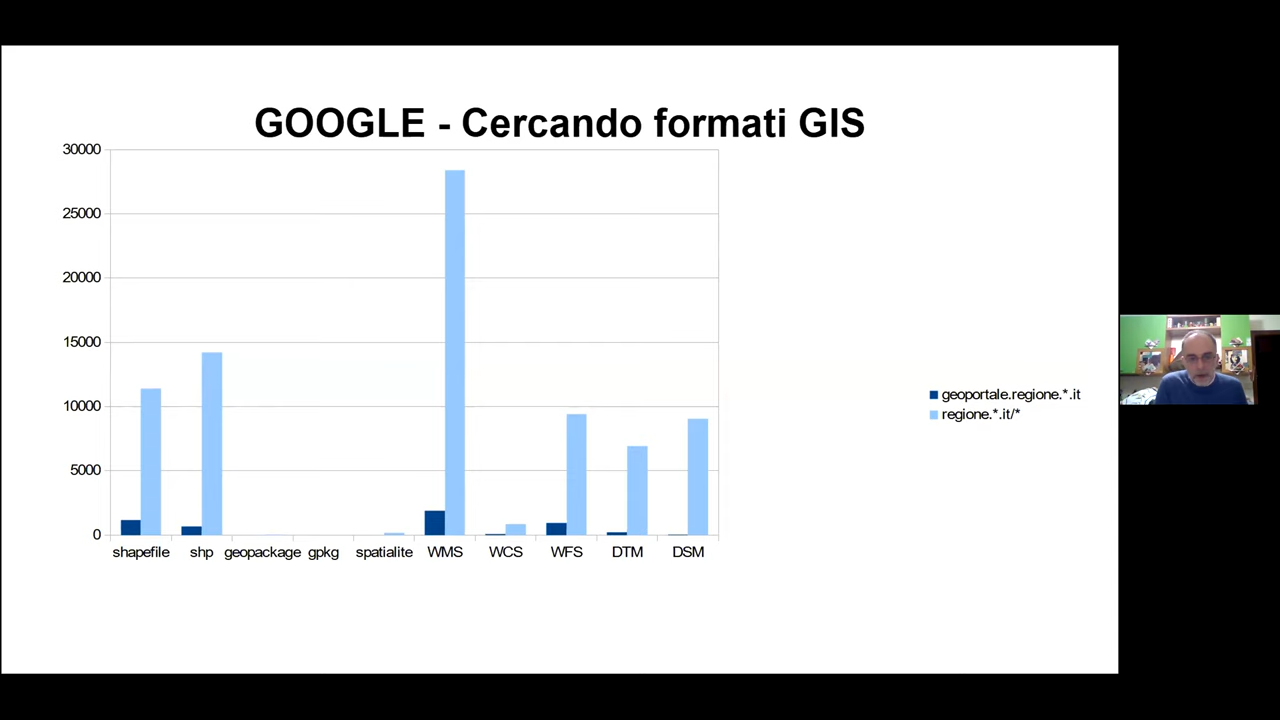 GOOGLE - Cercando formati GIS
30000
25000
20000
15000
10000
5000
0
shapefile shp geopackage gpkg spatialite WMS WCS WFS DTM DSM
geoportale.regione.*.it
regione.*.it/*